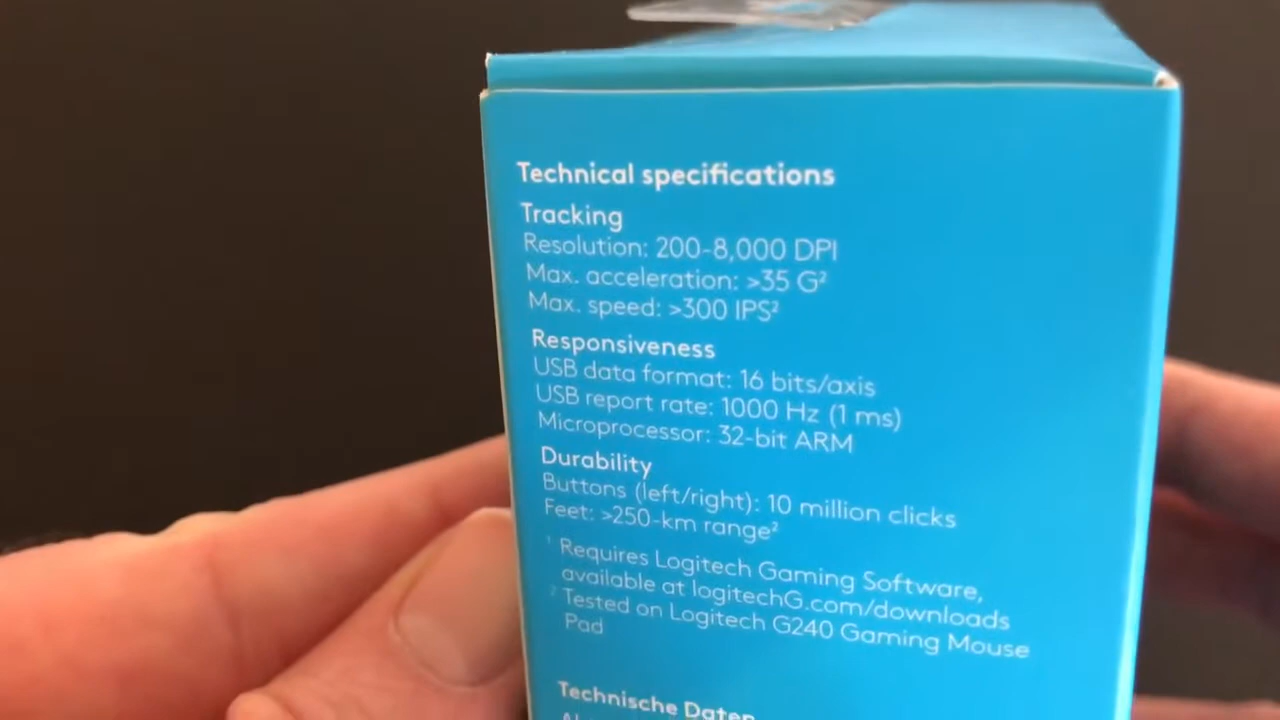 Technical specifications
Tracking
Resolution: 200-8,000 DPI
Max. acceleration: >35 G²
Max. speed: >300 IPS²
Responsiveness
USB data format: 16 bits/axis
USB report rate: 1000 Hz (1 ms)
Microprocessor: 32-bit ARM
Durability
Buttons (left/right): 10 million clicks
Feet: >250-km range²
¹ Requires Logitech Gaming Software,
available at logitechG.com/downloads
² Tested on Logitech G240 Gaming Mouse
Pad
Technische Daten